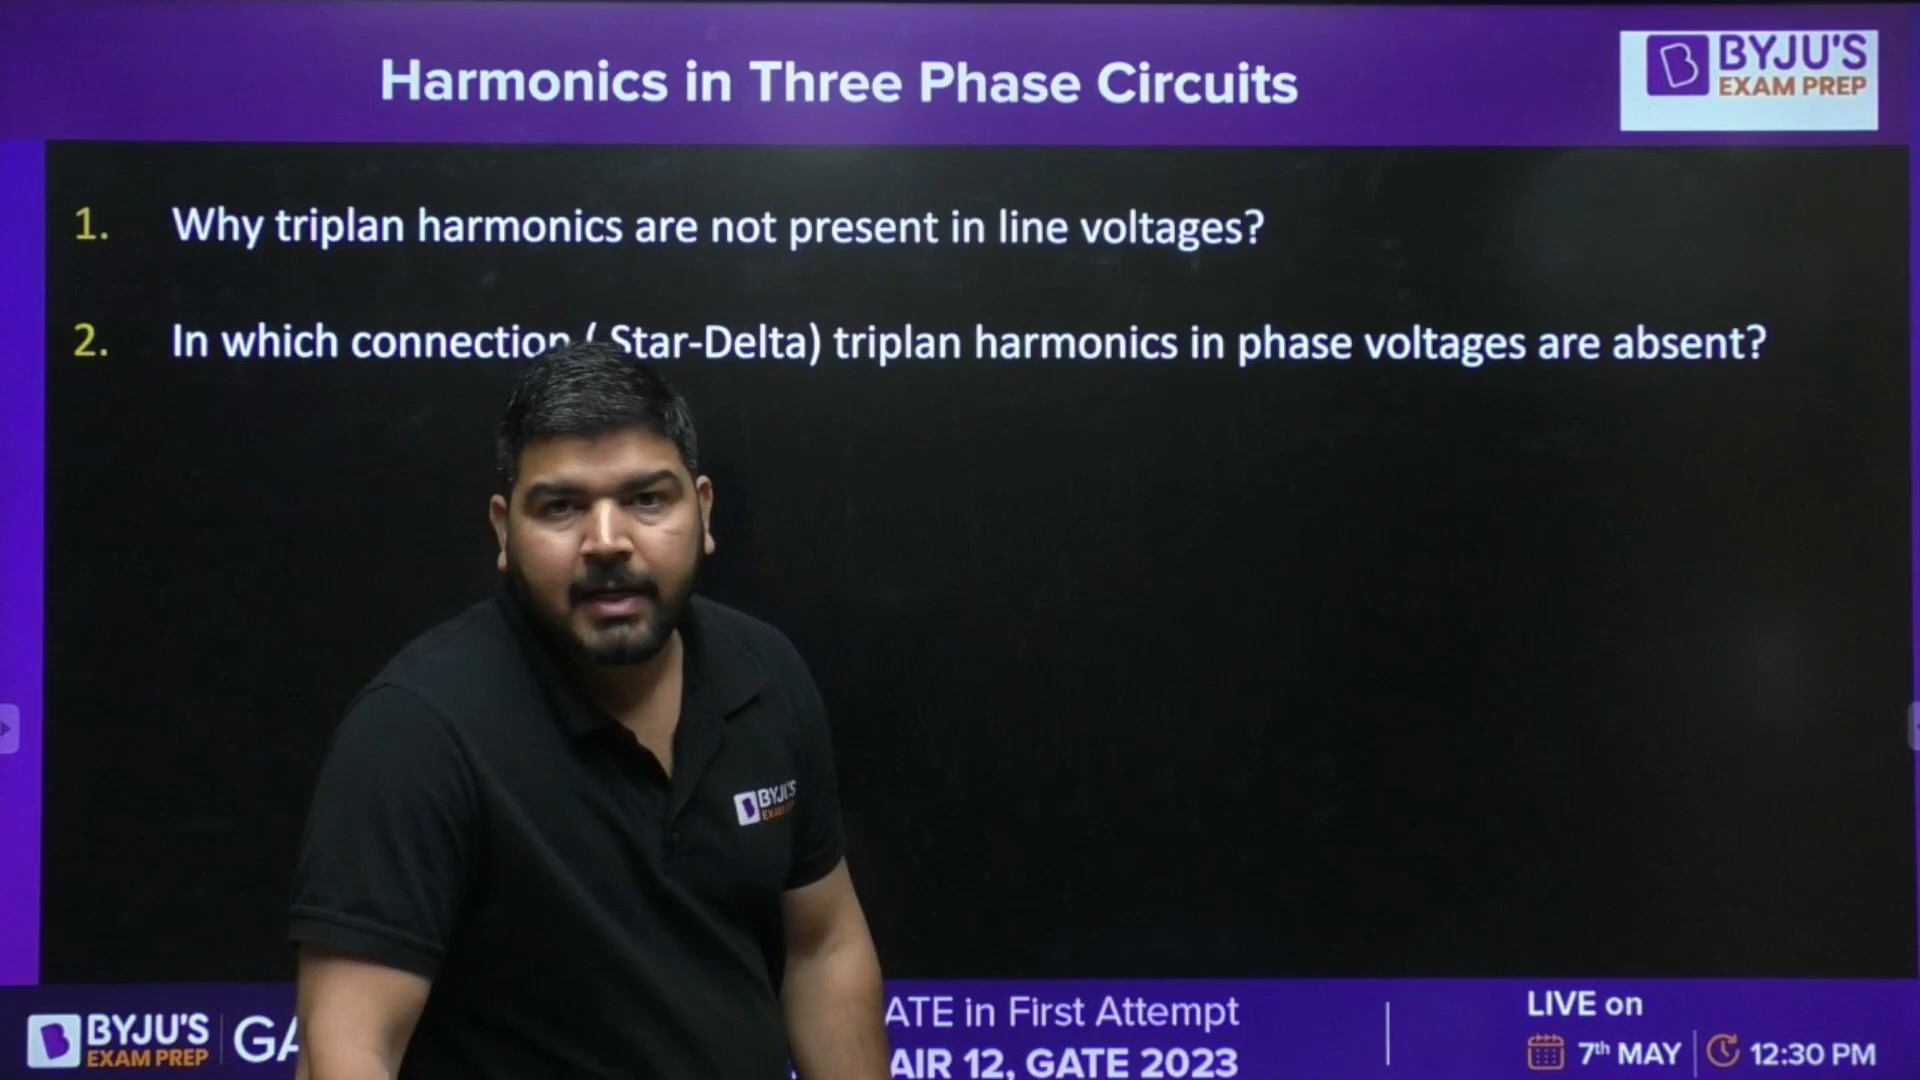 Harmonics in Three Phase Circuits
BYJU'S
EXAM PREP
1. Why triplan harmonics are not present in line voltages?
2. In which connection ( Star-Delta) triplan harmonics in phase voltages are absent?
BYJU'S
EXAM
BYJU'S
EXAM PREP
GA
ATE in First Attempt
AIR 12, GATE 2023
LIVE on
7th MAY
12:30 PM